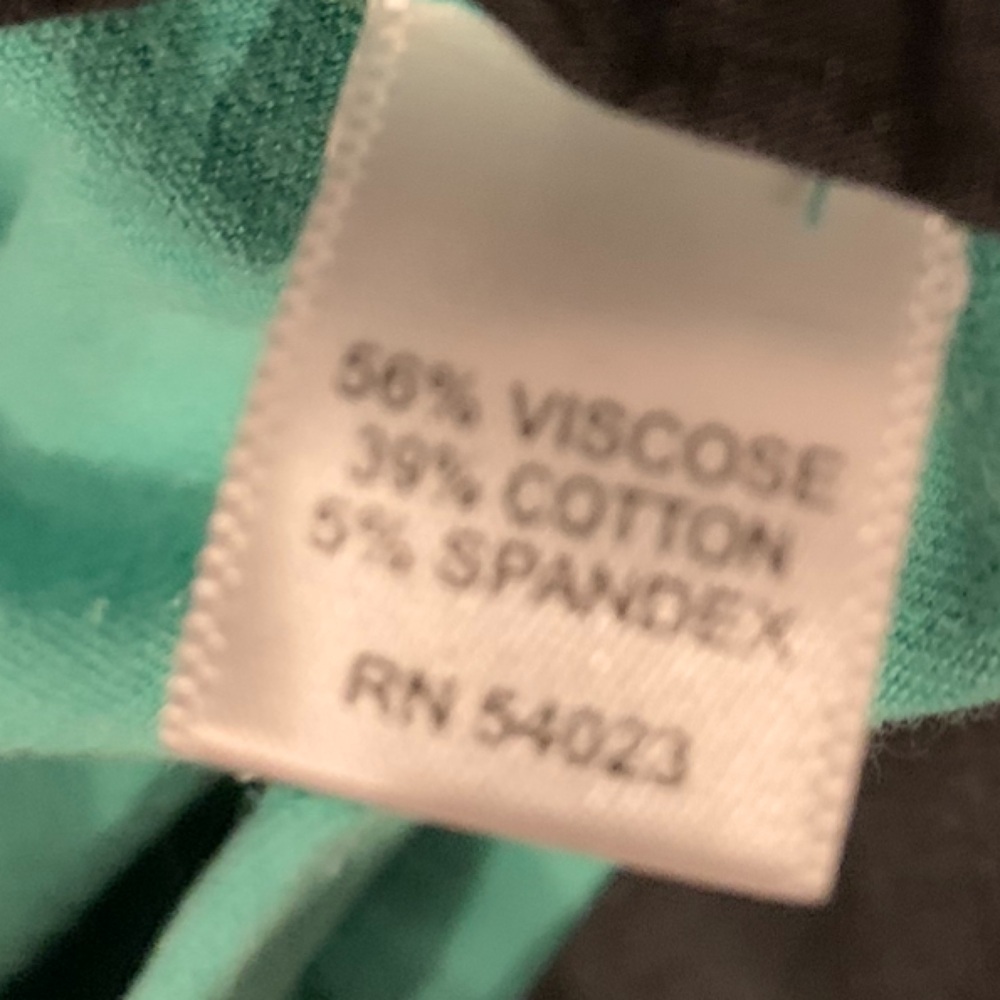 56% VISCOSE
39% COTTON
5% SPANDEX
RN 54023